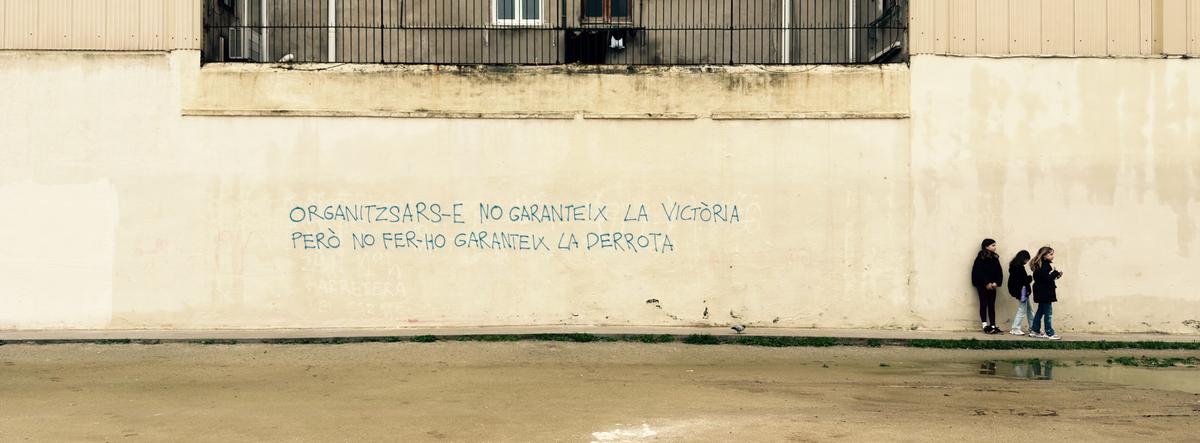 ORGANITZSARS-E NO GARANTEIX LA VICTÒRIA
PERÒ NO FER-HO GARANTEIX LA DERROTA